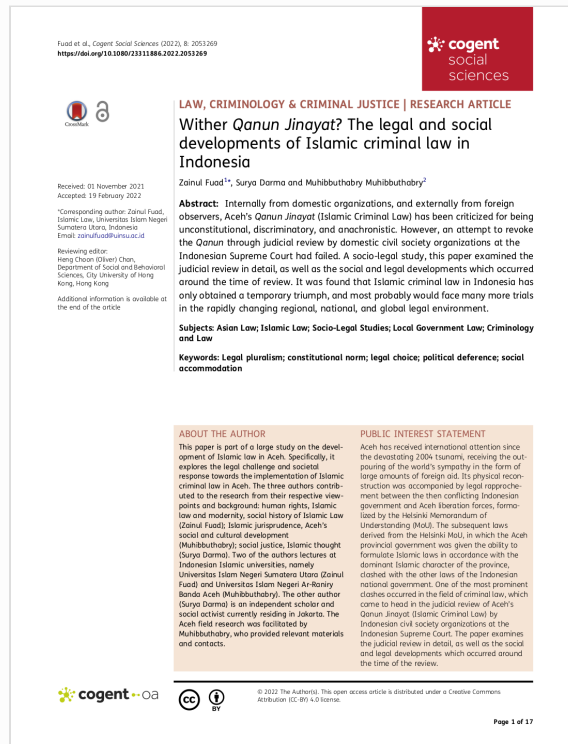 Fuad et al., Cogent Social Sciences (2022), 8: 2053269
https://doi.org/10.1080/23311886.2022.2053269
cogent
social
sciences
CrossMark
Received: 01 November 2021
Accepted: 19 February 2022
*Corresponding author: Zainul Fuad,
Islamic Law, Universitas Islam Negeri
Sumatera Utara, Indonesia
Email: zainulfuad@uinsu.ac.id
Reviewing editor:
Heng Choon (Oliver) Chan,
Department of Social and Behavioral
Sciences, City University of Hong
Kong, Hong Kong
Additional information is available at
the end of the article
LAW, CRIMINOLOGY & CRIMINAL JUSTICE | RESEARCH ARTICLE
Wither Qanun Jinayat? The legal and social
developments of Islamic criminal law in
Indonesia
Zainul Fuad1*, Surya Darma and Muhibbuthabry Muhibbuthabry2
Abstract: Internally from domestic organizations, and externally from foreign
observers, Aceh's Qanun Jinayat (Islamic Criminal Law) has been criticized for being
unconstitutional, discriminatory, and anachronistic. However, an attempt to revoke
the Qanun through judicial review by domestic civil society organizations at the
Indonesian Supreme Court had failed. A socio-legal study, this paper examined the
judicial review in detail, as well as the social and legal developments which occurred
around the time of review. It was found that Islamic criminal law in Indonesia has
only obtained a temporary triumph, and most probably would face many more trials
in the rapidly changing regional, national, and global legal environment.
Subjects: Asian Law; Islamic Law; Socio-Legal Studies; Local Government Law; Criminology
and Law
Keywords: Legal pluralism; constitutional norm; legal choice; political deference; social
accommodation
ABOUT THE AUTHOR
This paper is part of a large study on the devel-
opment of Islamic law in Aceh. Specifically, it
explores the legal challenge and societal
response towards the implementation of Islamic
criminal law in Aceh. The three authors contrib-
uted to the research from their respective view-
points and background: human rights, Islamic
law and modernity, social history of Islamic Law
(Zainul Fuad); Islamic jurisprudence, Aceh's
social and cultural development
(Muhibbuthabry); social justice, Islamic thought
(Surya Darma). Two of the authors lectures at
Indonesian Islamic universities, namely
Universitas Islam Negeri Sumatera Utara (Zainul
Fuad) and Universitas Islam Negeri Ar-Raniry
Banda Aceh (Muhibbuthabry). The other author
(Surya Darma) is an independent scholar and
social activist currently residing in Jakarta. The
Aceh field research was facilitated by
Muhibbuthabry, who provided relevant materials
and contacts.
PUBLIC INTEREST STATEMENT
Aceh has received international attention since
the devastating 2004 tsunami, receiving the out-
pouring of the world's sympathy in the form of
large amounts of foreign aid. Its physical recon-
struction was accompanied by legal rapproche-
ment between the then conflicting Indonesian
government and Aceh liberation forces, forma-
lized by the Helsinki Memorandum of
Understanding (MoU). The subsequent laws
derived from the Helsinki MoU, in which the Aceh
provincial government was given the ability to
formulate Islamic laws in accordance with the
dominant Islamic character of the province,
clashed with the other laws of the Indonesian
national government. One of the most prominent
clashes occurred in the field of criminal law, which
came to head in the judicial review of Aceh's
Qanun Jinayat (Islamic Criminal Law) by
Indonesian civil society organizations at the
Indonesian Supreme Court. The paper examines
the judicial review in detail, as well as the social
and legal developments which occurred around
the time of the review.
cogent oa
cc
BY
© 2022 The Author(s). This open access article is distributed under a Creative Commons
Attribution (CC-BY) 4.0 license.
Page 1 of 17